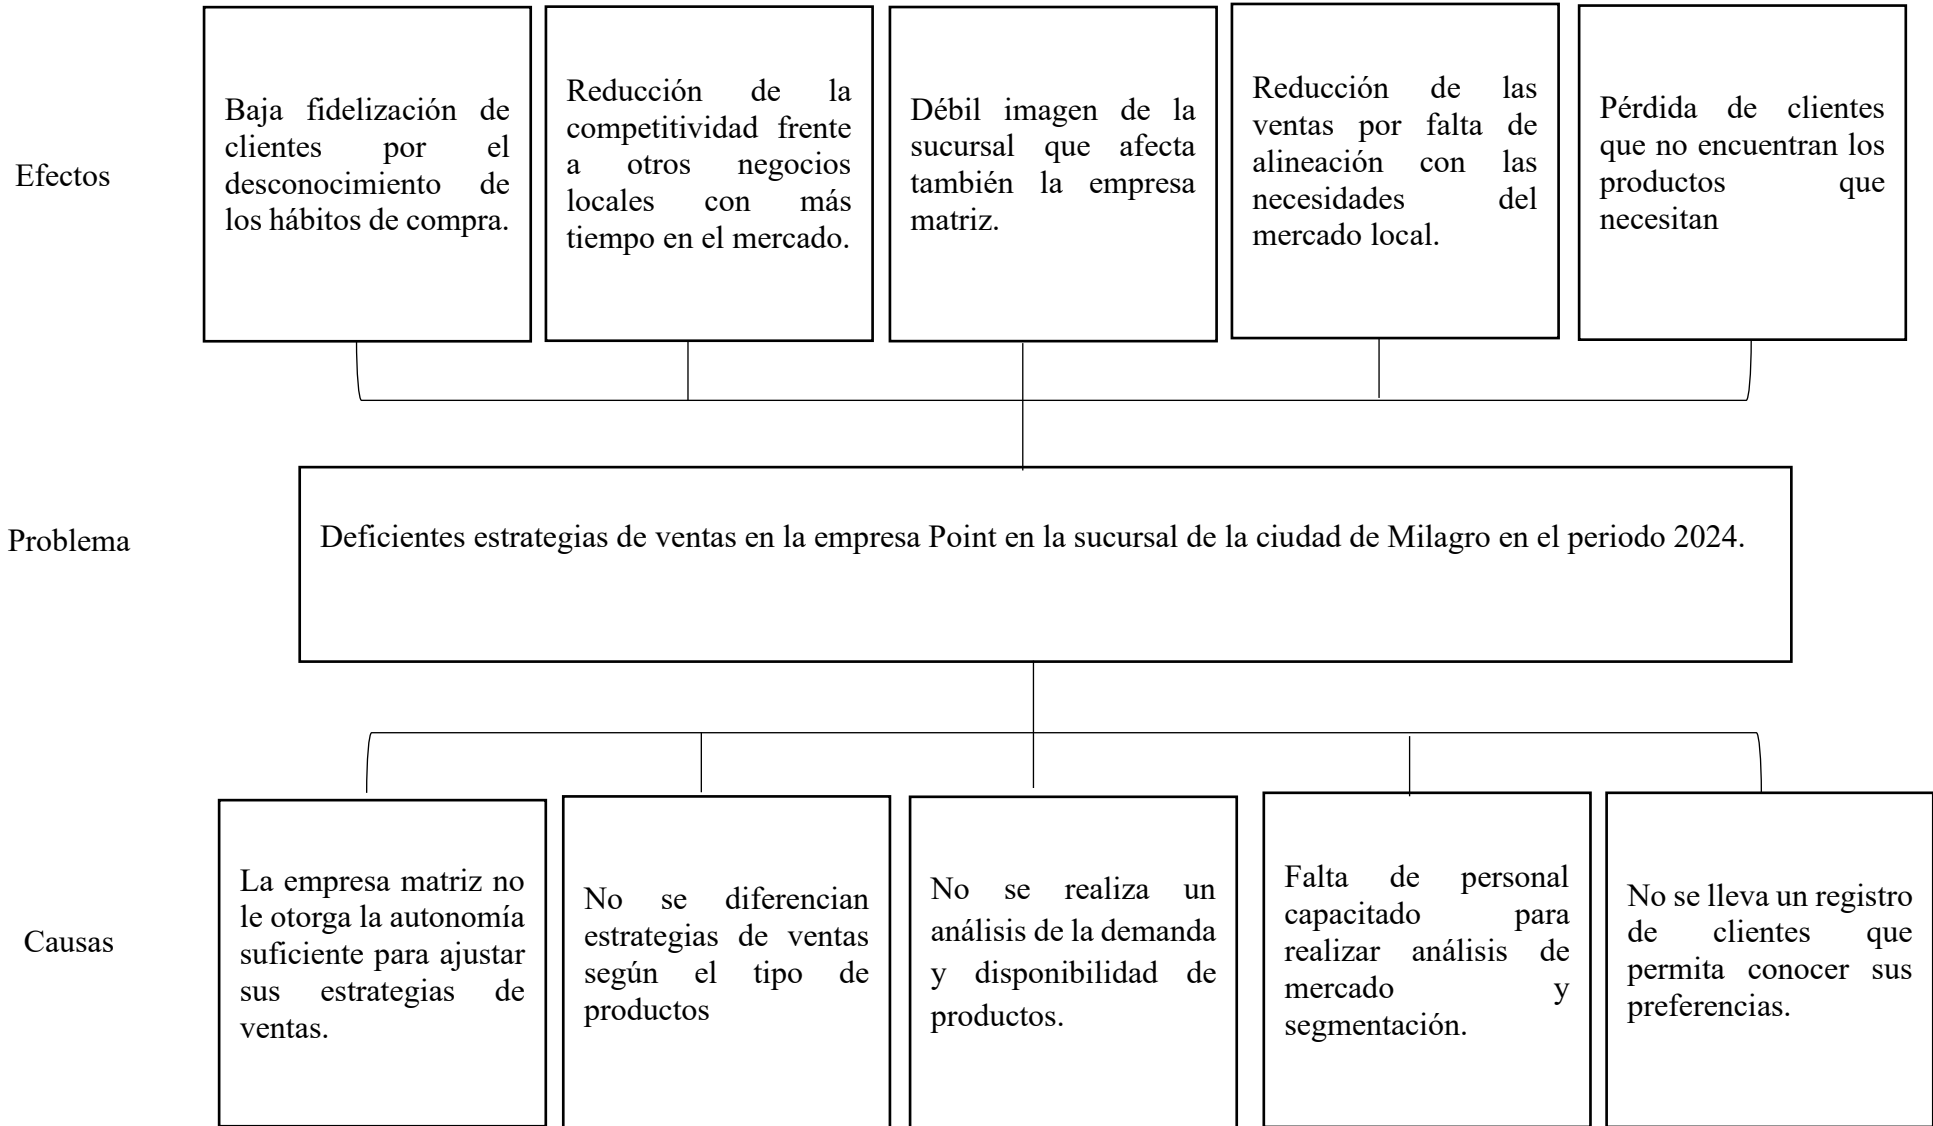 Efectos
Baja fidelización de
clientes por el
desconocimiento de
los hábitos de compra.
Reducción de la
competitividad frente
a otros negocios
locales con más
tiempo en el mercado.
Débil imagen de la
sucursal que afecta
también la empresa
matriz.
Reducción de las
ventas por falta de
alineación con las
necesidades del
mercado local.
Pérdida de clientes
que no encuentran los
productos que
necesitan
Problema
Deficientes estrategias de ventas en la empresa Point en la sucursal de la ciudad de Milagro en el periodo 2024.
Causas
La empresa matriz no
le otorga la autonomía
suficiente para ajustar
sus estrategias de
ventas.
No se diferencian
estrategias de ventas
según el tipo de
productos
No se realiza un
análisis de la demanda
y disponibilidad de
productos.
Falta de personal
capacitado para
realizar análisis de
mercado y
segmentación.
No se lleva un registro
de clientes que
permita conocer sus
preferencias.